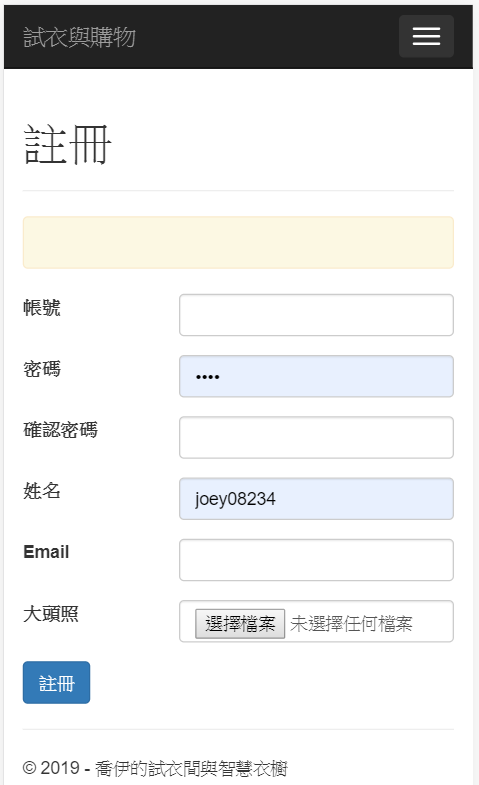 試衣與購物
註冊
帳號
密碼 ••••
確認密碼
姓名 joey08234
Email
大頭照 選擇檔案 未選擇任何檔案
註冊
© 2019 - 喬伊的試衣間與智慧衣櫥